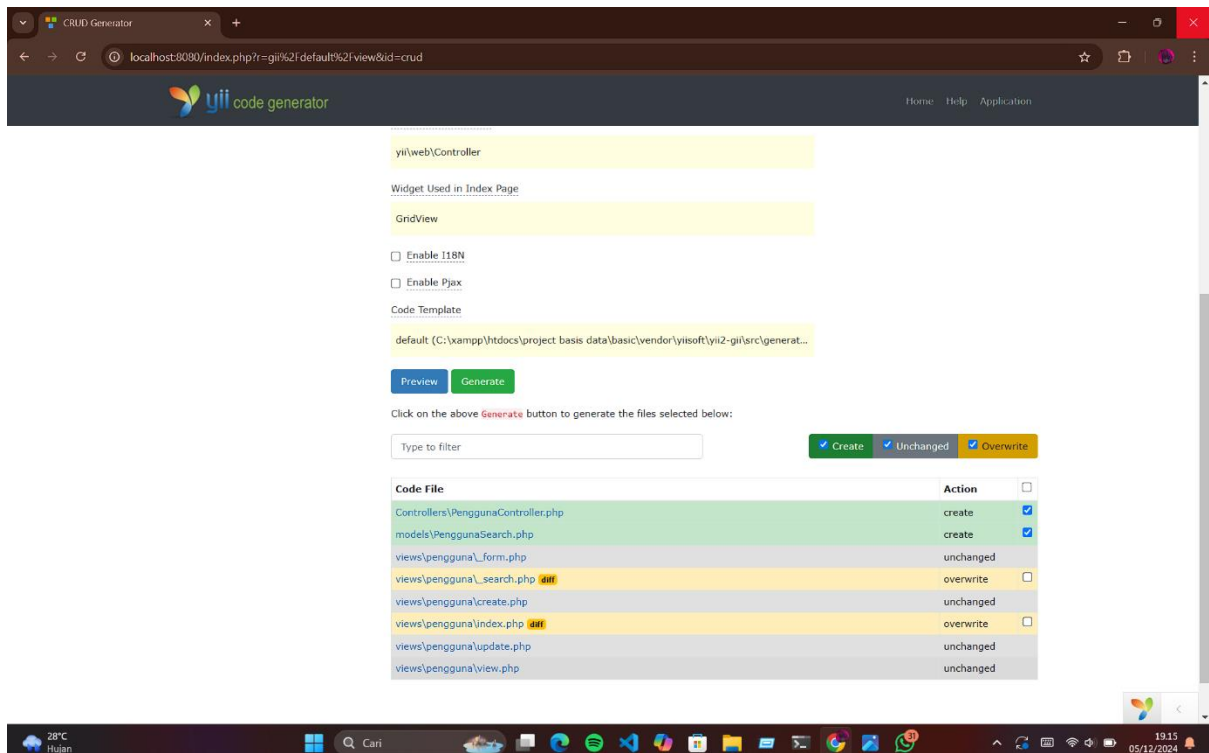 CRUD Generator
localhost:8080/index.php?r=gii%2Fdefault%2Fview&id=crud
yii code generator
Home Help Application
yii\web\Controller
Widget Used in Index Page
GridView
Enable I18N
Enable Pjax
Code Template
default (C:\xampp\htdocs\project basis data\basic\vendor\yiisoft\yii2-gii\src\generat...
Preview Generate
Click on the above Generate button to generate the files selected below:
Type to filter Create Unchanged Overwrite
Code File Action
Controllers\PenggunaController.php create
models\PenggunaSearch.php create
views\pengguna\_form.php unchanged
views\pengguna\_search.php diff overwrite
views\pengguna\create.php unchanged
views\pengguna\index.php diff overwrite
views\pengguna\update.php unchanged
views\pengguna\view.php unchanged
28°C
Hujan
Cari
31
19.15
05/12/2024